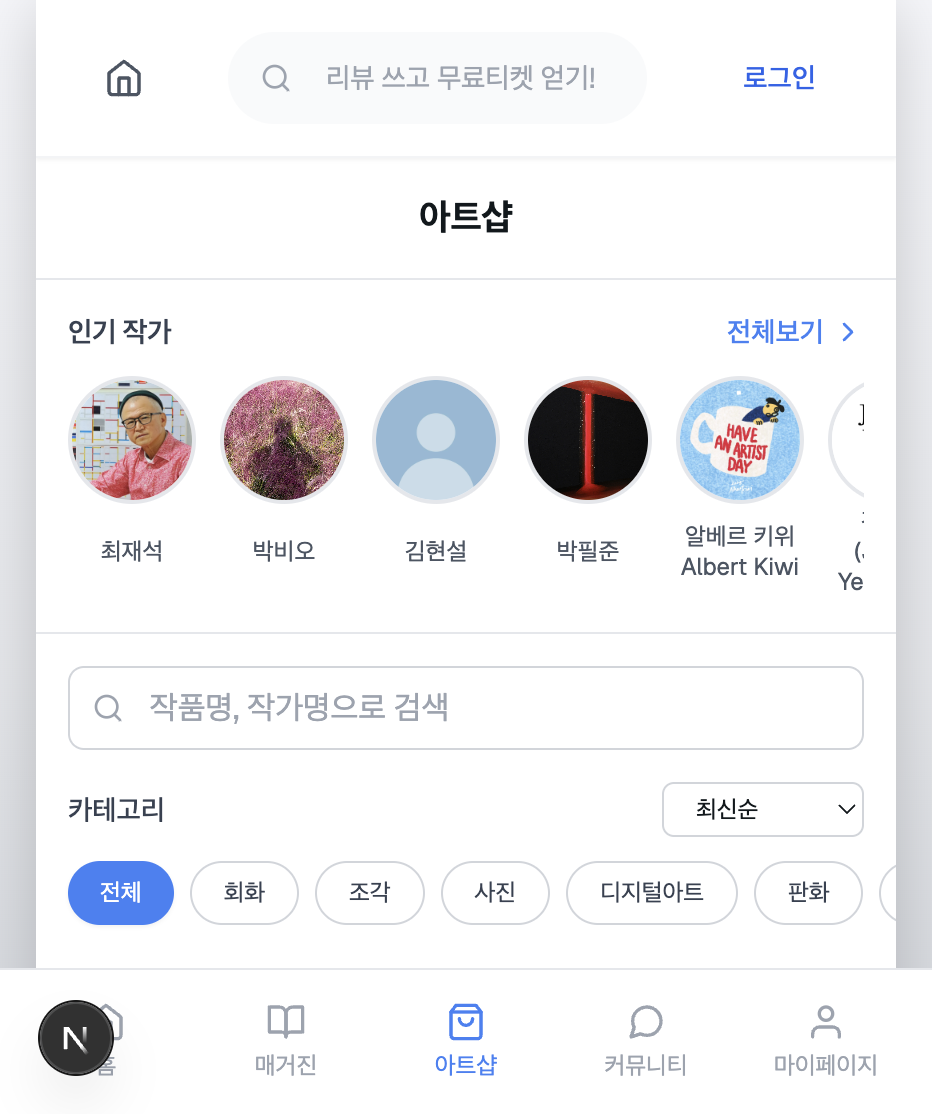 리뷰 쓰고 무료티켓 얻기!
로그인
아트샵
인기 작가
전체보기
HAVE
AN ARTIST
DAY
최재석
박비오
김현설
박필준
알베르 키위
Albert Kiwi
Ye
작품명, 작가명으로 검색
카테고리
최신순
전체
회화
조각
사진
디지털아트
판화
N
홈
매거진
아트샵
커뮤니티
마이페이지